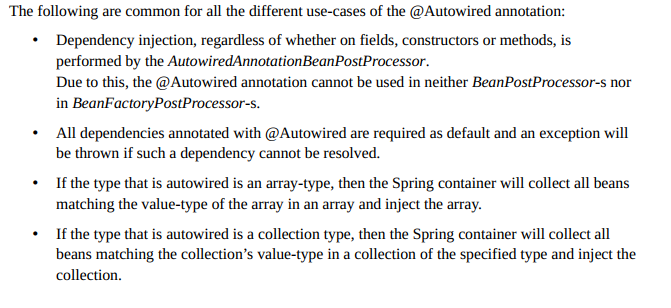 The following are common for all the different use-cases of the @Autowired annotation:
• Dependency injection, regardless of whether on fields, constructors or methods, is
performed by the AutowiredAnnotationBeanPostProcessor.
Due to this, the @Autowired annotation cannot be used in neither BeanPostProcessor-s nor
in BeanFactoryPostProcessor-s.
• All dependencies annotated with @Autowired are required as default and an exception will
be thrown if such a dependency cannot be resolved.
• If the type that is autowired is an array-type, then the Spring container will collect all beans
matching the value-type of the array in an array and inject the array.
• If the type that is autowired is a collection type, then the Spring container will collect all
beans matching the collection’s value-type in a collection of the specified type and inject the
collection.